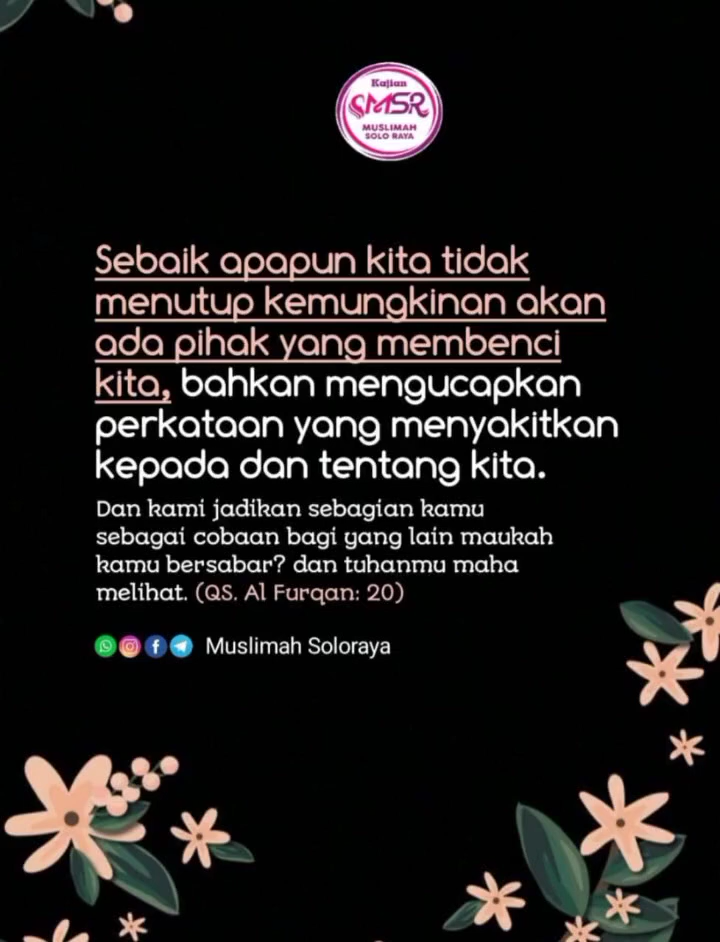 Kajian
SMSR
MUSLIMAH
SOLO RAYA
Sebaik apapun kita tidak
menutup kemungkinan akan
ada pihak yang membenci
kita, bahkan mengucapkan
perkataan yang menyakitkan
kepada dan tentang kita.
Dan kami jadikan sebagian kamu
sebagai cobaan bagi yang lain maukah
kamu bersabar? dan tuhanmu maha
melihat. (QS. Al Furqan: 20)
Muslimah Soloraya